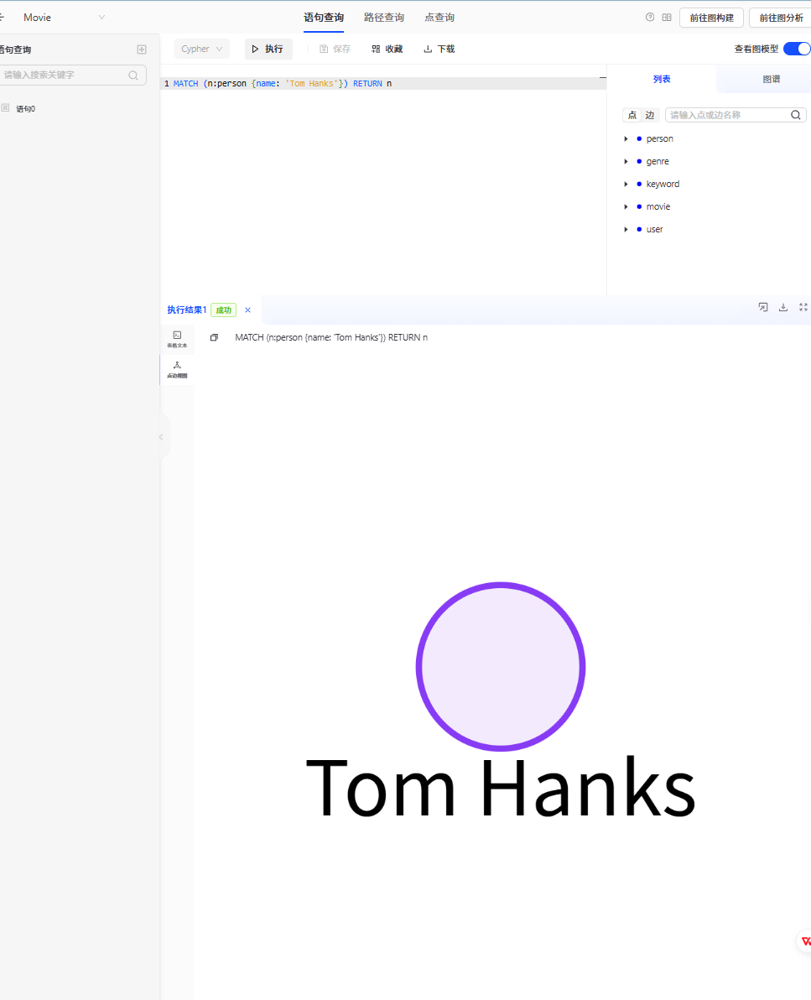 Movie
语句查询
路径查询
点查询
前往图构建
前往图分析
语句查询
Cypher
执行
保存
收藏
下载
查看图模型
请输入搜索关键字
1 MATCH (n:person {name: 'Tom Hanks'}) RETURN n
列表
图谱
语句0
点
边
请输入点或边名称
person
genre
keyword
movie
user
执行结果1
成功
表格文本
MATCH (n:person {name: 'Tom Hanks'}) RETURN n
点边视图
Tom Hanks